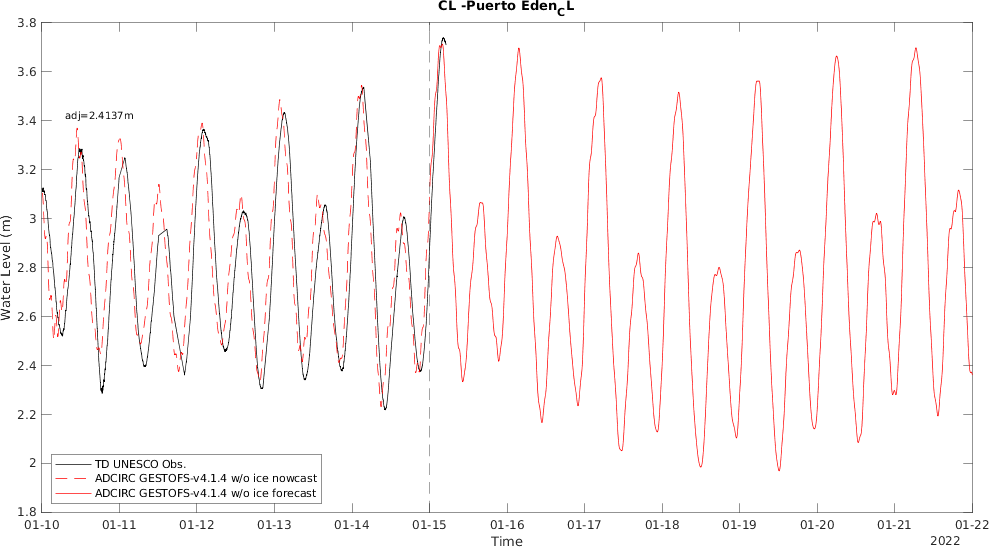 CL -Puerto Eden_CL
3.8
3.6
3.4
3.2
3
2.8
2.6
2.4
2.2
2
1.8
Water Level (m)
adj=2.4137m
TD UNESCO Obs.
ADCIRC GESTOFS-v4.1.4 w/o ice nowcast
ADCIRC GESTOFS-v4.1.4 w/o ice forecast
01-10 01-11 01-12 01-13 01-14 01-15 01-16 01-17 01-18 01-19 01-20 01-21 01-22
Time
2022